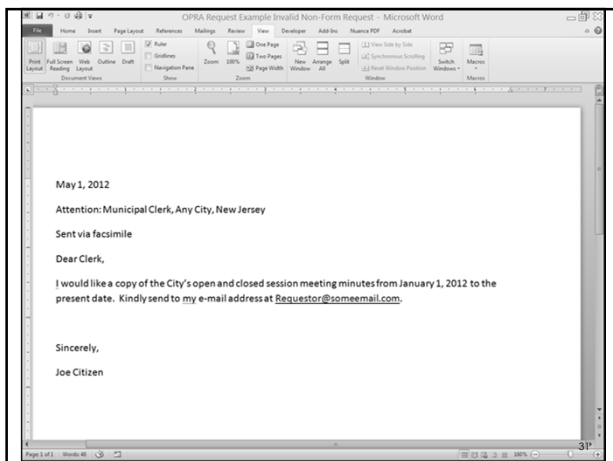 OPRA Request Example Invalid Non-Form Request - Microsoft Word
File Home Insert Page Layout References Mailings Review View Developer Add-Ins Nuance PDF Acrobat
Print Layout Full Screen Reading Web Layout Outline Draft
Document Views
Ruler
Gridlines
Navigation Pane
Show
Zoom 100%
One Page
Two Pages
Page Width
Zoom
New Window Arrange All Split
View Side by Side
Synchronous Scrolling
Reset Window Position
Switch Windows
Window
Macros
Macros
May 1, 2012
Attention: Municipal Clerk, Any City, New Jersey
Sent via facsimile
Dear Clerk,
I would like a copy of the City's open and closed session meeting minutes from January 1, 2012 to the
present date. Kindly send to my e-mail address at Requestor@someemail.com.
Sincerely,
Joe Citizen
31
Page 1 of 1 Words: 48 100%